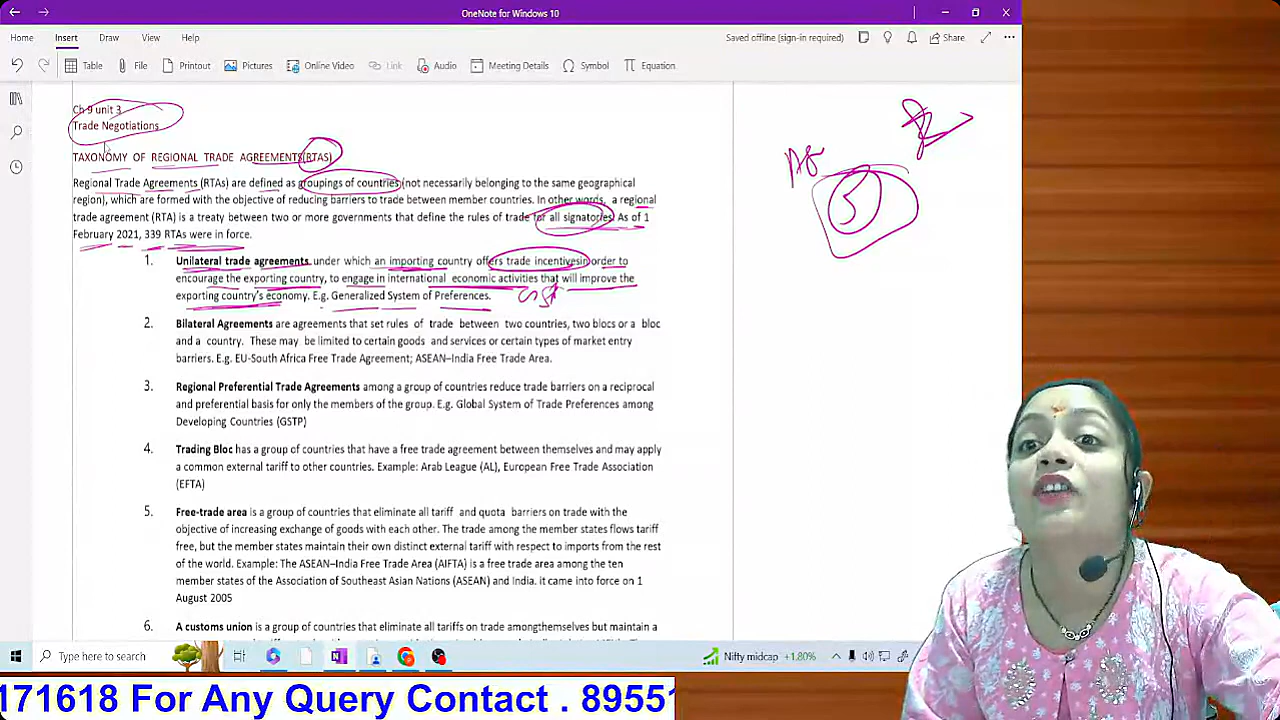 OneNote for Windows 10
Home Insert Draw View Help
Saved offline (sign-in required) Share
Table File Printout Pictures Online Video Link Audio Meeting Details Symbol Equation
Ch 9 unit 3
Trade Negotiations
TAXONOMY OF REGIONAL TRADE AGREEMENTS(RTAS)
Regional Trade Agreements (RTAs) are defined as groupings of countries (not necessarily belonging to the same geographical
region), which are formed with the objective of reducing barriers to trade between member countries. In other words, a regional
trade agreement (RTA) is a treaty between two or more governments that define the rules of trade for all signatories. As of 1
February 2021, 339 RTAs were in force.
1. Unilateral trade agreements under which an importing country offers trade incentivesin order to
encourage the exporting country, to engage in international economic activities that will improve the
exporting country's economy. E.g. Generalized System of Preferences.
2. Bilateral Agreements are agreements that set rules of trade between two countries, two blocs or a bloc
and a country. These may be limited to certain goods and services or certain types of market entry
barriers. E.g. EU-South Africa Free Trade Agreement; ASEAN–India Free Trade Area.
3. Regional Preferential Trade Agreements among a group of countries reduce trade barriers on a reciprocal
and preferential basis for only the members of the group. E.g. Global System of Trade Preferences among
Developing Countries (GSTP)
4. Trading Bloc has a group of countries that have a free trade agreement between themselves and may apply
a common external tariff to other countries. Example: Arab League (AL), European Free Trade Association
(EFTA)
5. Free-trade area is a group of countries that eliminate all tariff and quota barriers on trade with the
objective of increasing exchange of goods with each other. The trade among the member states flows tariff
free, but the member states maintain their own distinct external tariff with respect to imports from the rest
of the world. Example: The ASEAN–India Free Trade Area (AIFTA) is a free trade area among the ten
member states of the Association of Southeast Asian Nations (ASEAN) and India. it came into force on 1
August 2005
6. A customs union is a group of countries that eliminate all tariffs on trade amongthemselves but maintain a
Type here to search
Nifty midcap +1.80%
171618 For Any Query Contact . 8955